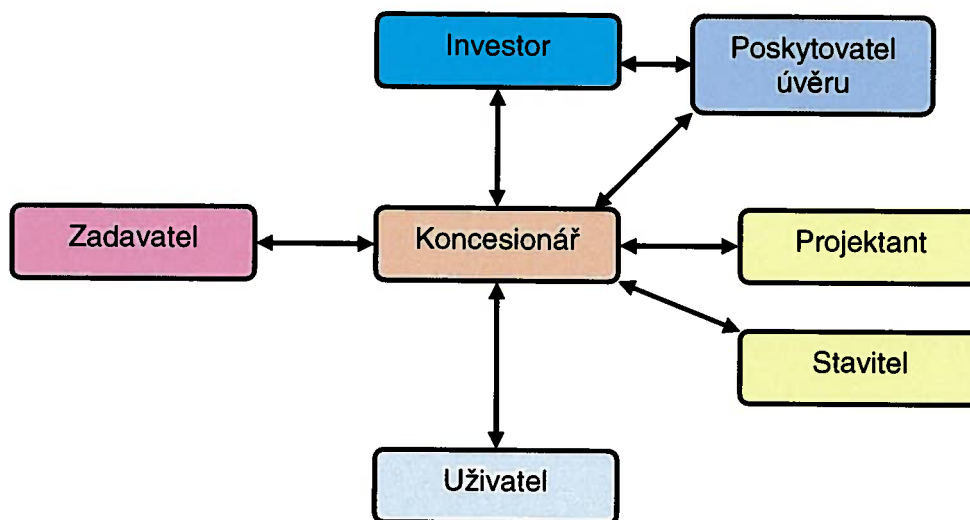 Investor
Poskytovatel
úvěru
Zadavatel
Koncesionář
Projektant
Stavitel
Uživatel